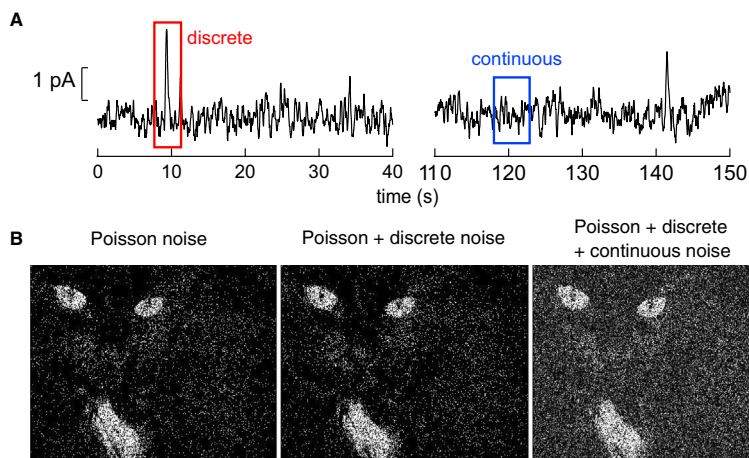 A
discrete
continuous
1 pA
0 10 20 30 40 110 120 130 140 150
time (s)
B
Poisson noise
Poisson + discrete noise
Poisson + discrete
+ continuous noise